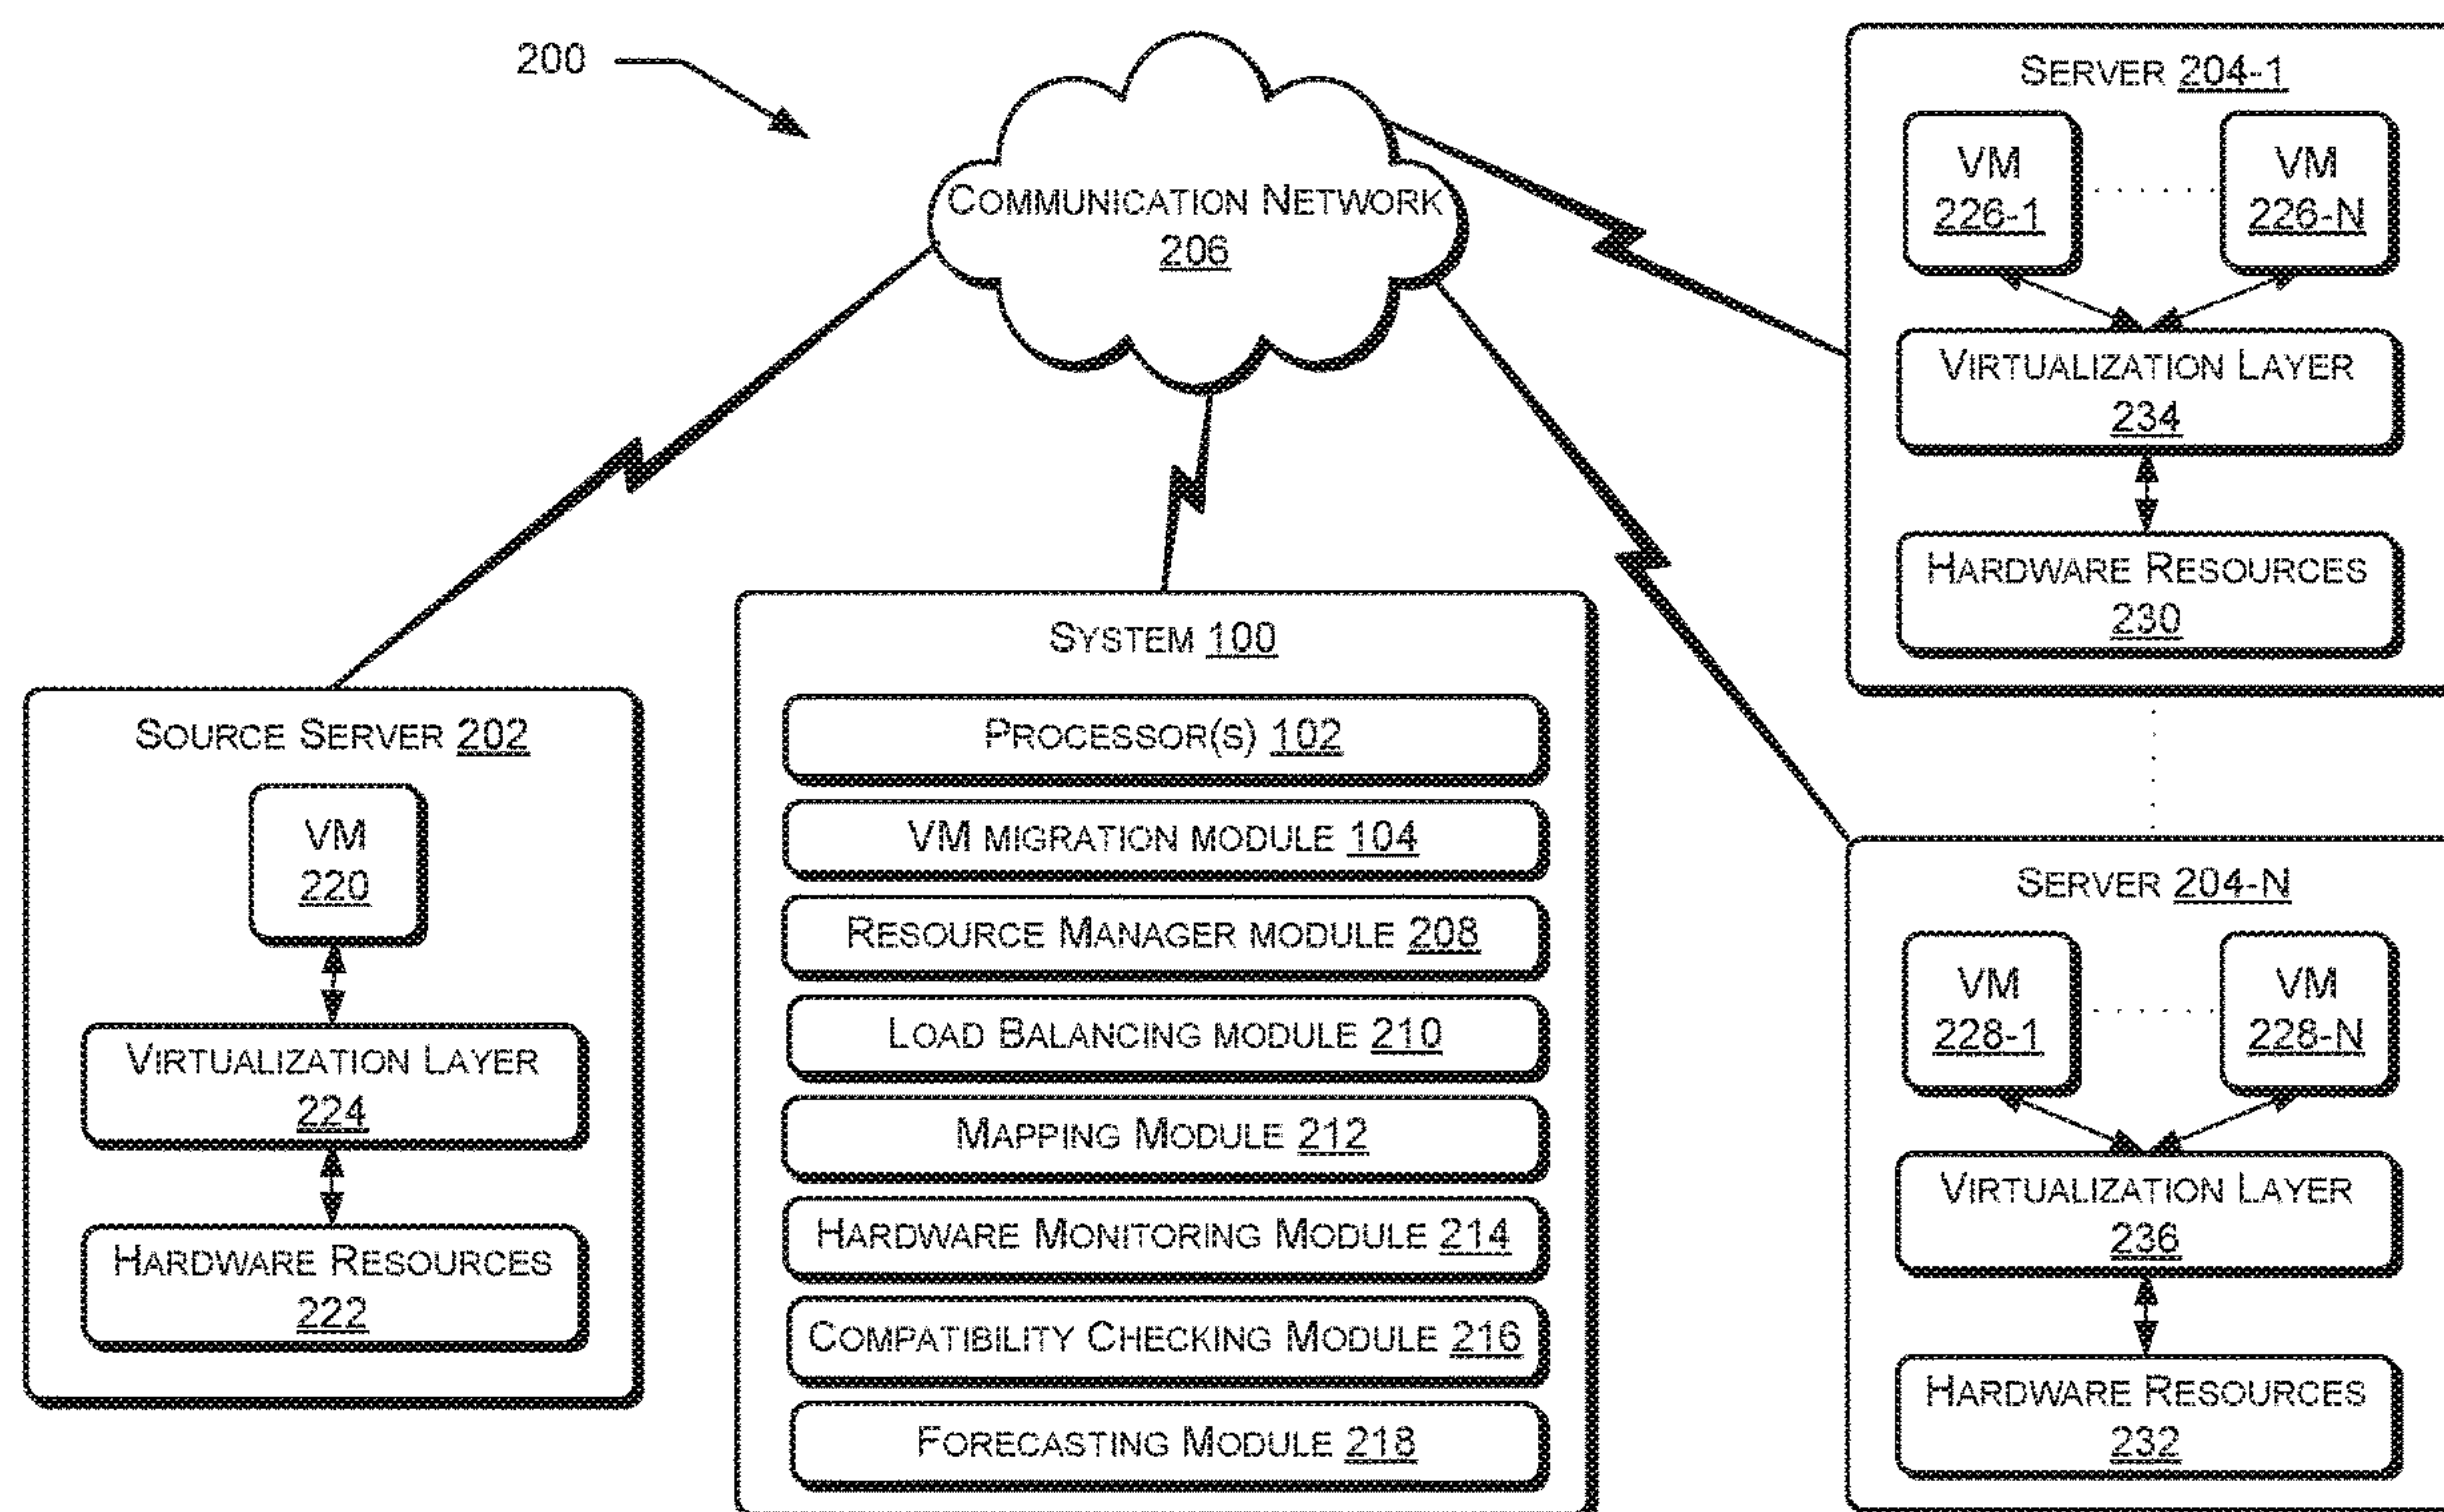 200
COMMUNICATION NETWORK
206
SERVER 204-1
VM
226-1
VM
226-N
VIRTUALIZATION LAYER
234
HARDWARE RESOURCES
230
SOURCE SERVER 202
VM
220
VIRTUALIZATION LAYER
224
HARDWARE RESOURCES
222
SYSTEM 100
PROCESSOR(S) 102
VM MIGRATION MODULE 104
RESOURCE MANAGER MODULE 208
LOAD BALANCING MODULE 210
MAPPING MODULE 212
HARDWARE MONITORING MODULE 214
COMPATIBILITY CHECKING MODULE 216
FORECASTING MODULE 218
SERVER 204-N
VM
228-1
VM
228-N
VIRTUALIZATION LAYER
236
HARDWARE RESOURCES
232